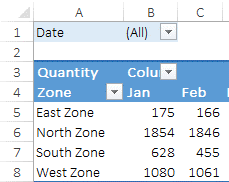 A B C
1 Date (All)
2
3 Quantity Colu
4 Zone Jan Feb
5 East Zone 175 166
6 North Zone 1854 1846
7 South Zone 628 455
8 West Zone 1080 1061